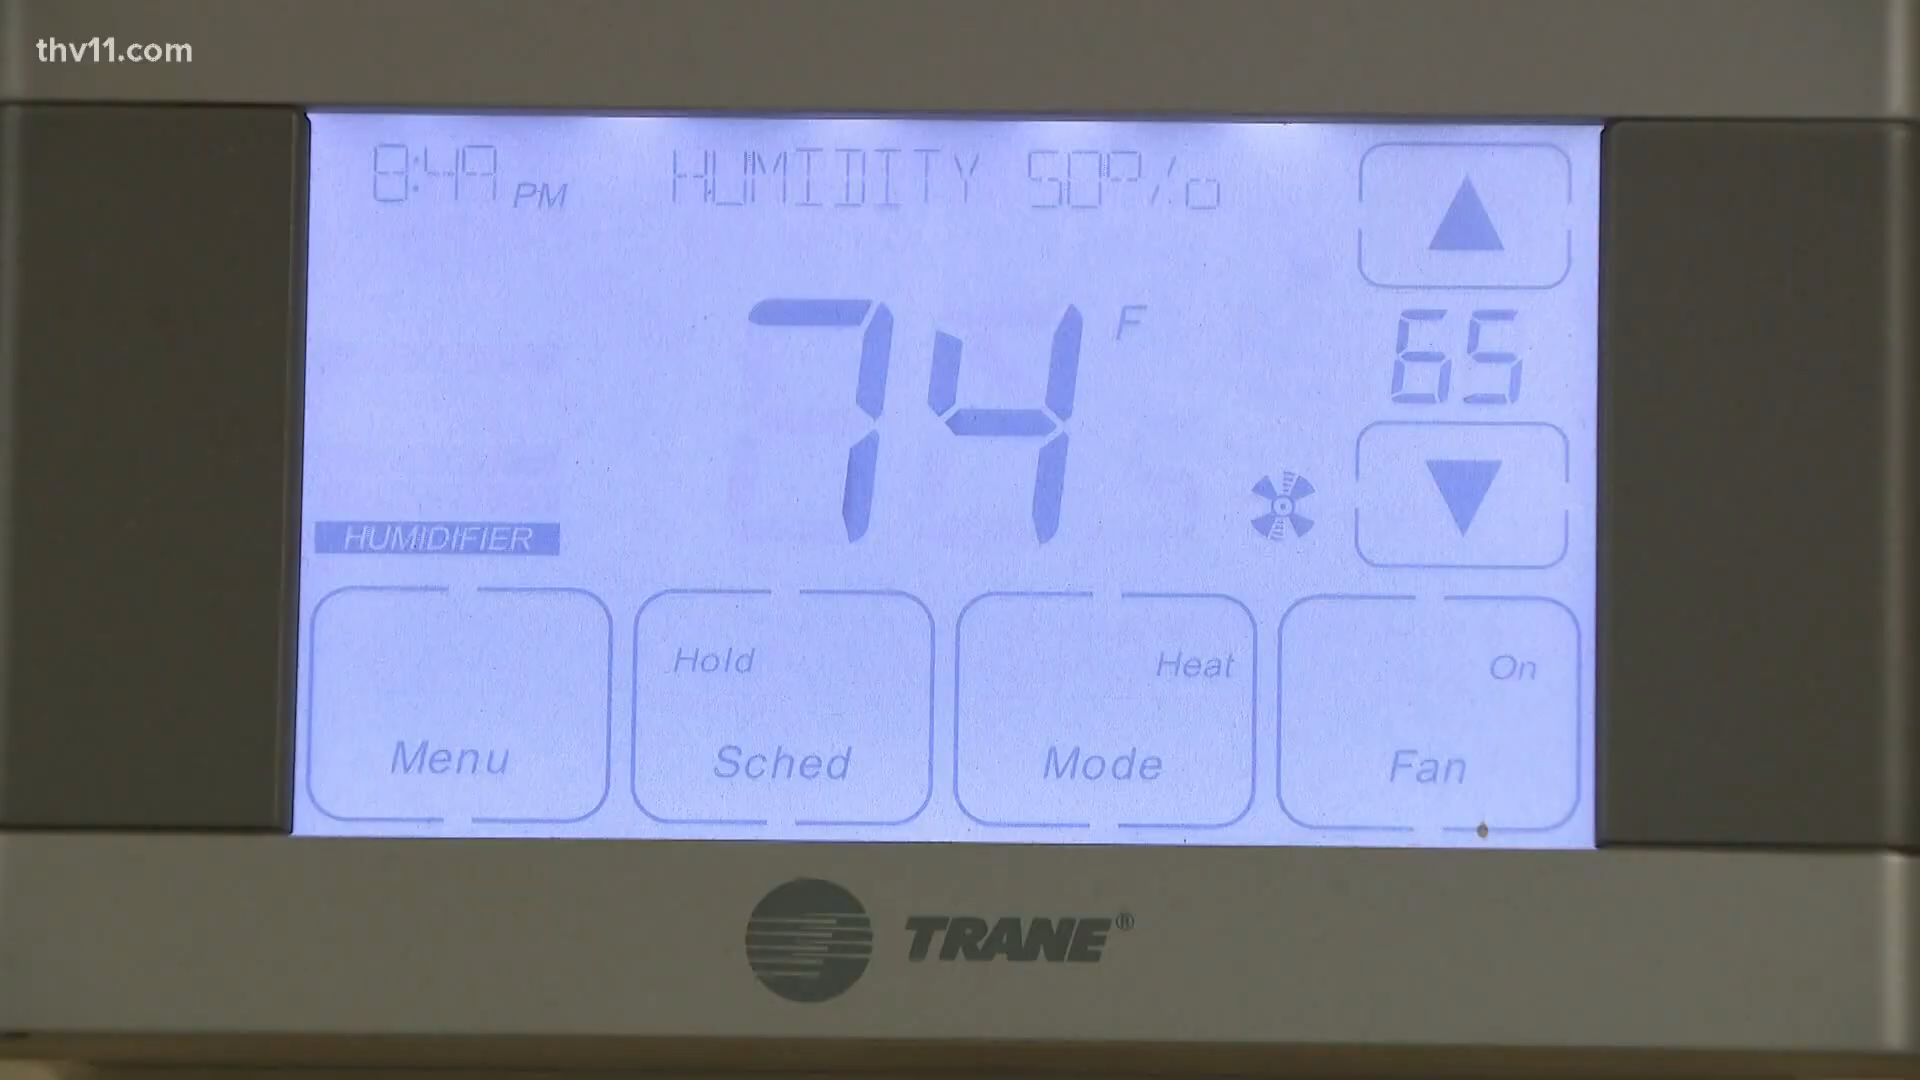 thv11.com
8:49 PM HUMIDITY 50%
74 F
65
HUMIDIFIER
Hold Heat On
Menu Sched Mode Fan
TRANE®